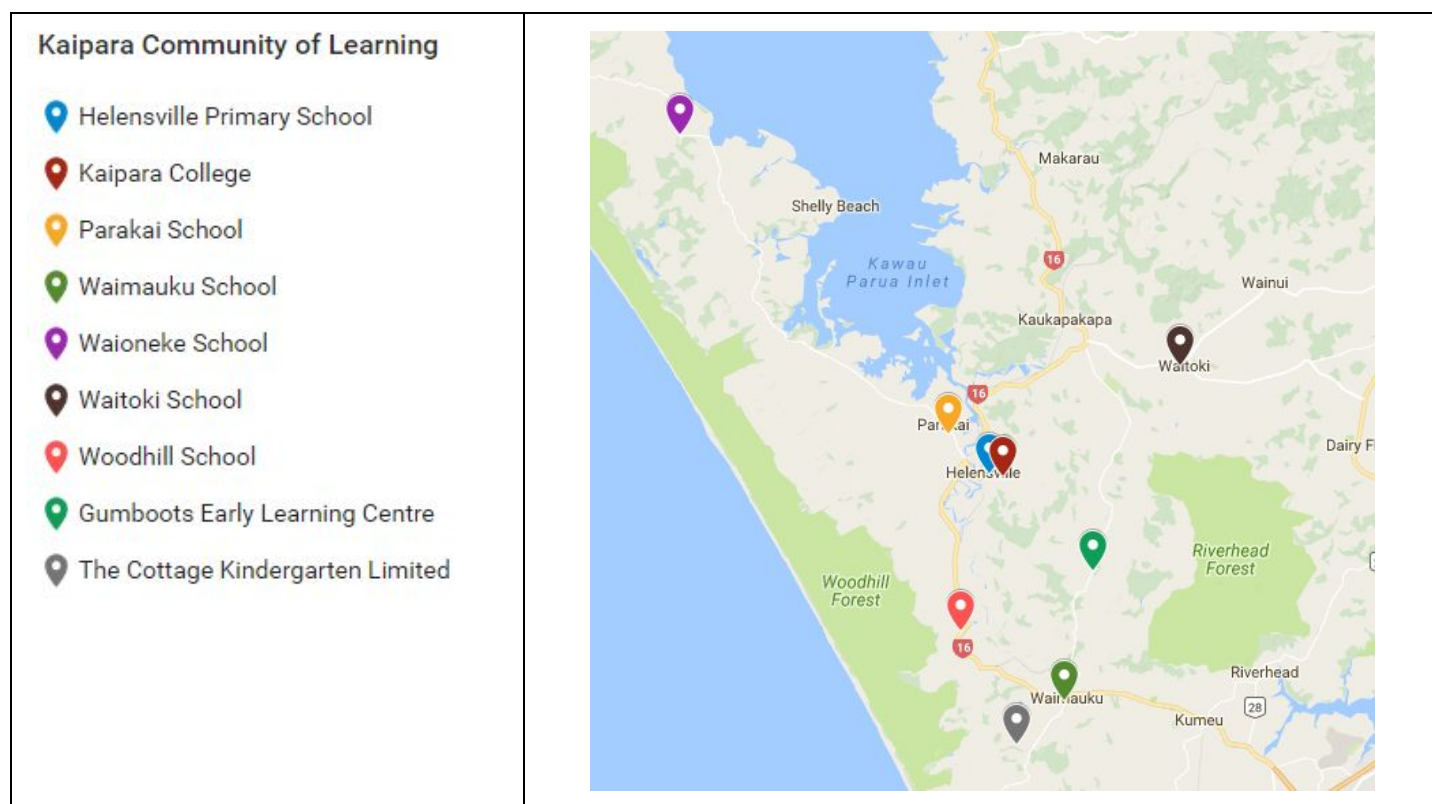 Kaipara Community of Learning
Helensville Primary School
Kaipara College
Parakai School
Waimauku School
Waioneke School
Waitoki School
Woodhill School
Gumboots Early Learning Centre
The Cottage Kindergarten Limited
Makarau
Shelly Beach
Kawau
Parua Inlet
16
Wainui
Kaukapakapa
Waitoki
16
Parakai
Dairy Fl
Helensville
Riverhead
Forest
Woodhill
Forest
16
Riverhead
Waimauku
28
Kumeu